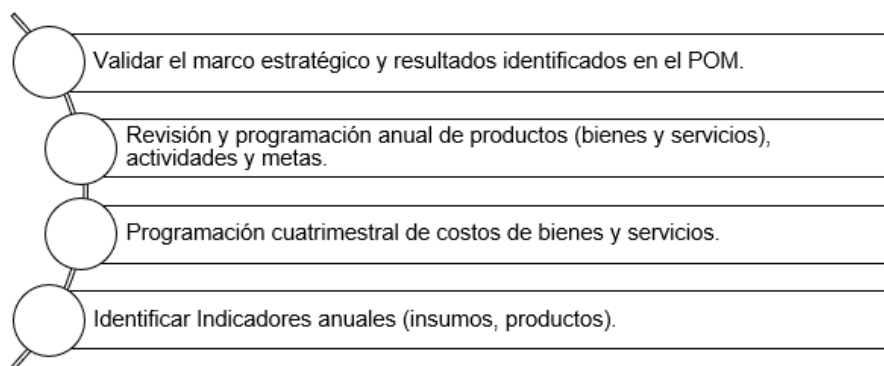 Validar el marco estratégico y resultados identificados en el POM.
Revisión y programación anual de productos (bienes y servicios),
actividades y metas.
Programación cuatrimestral de costos de bienes y servicios.
Identificar Indicadores anuales (insumos, productos).